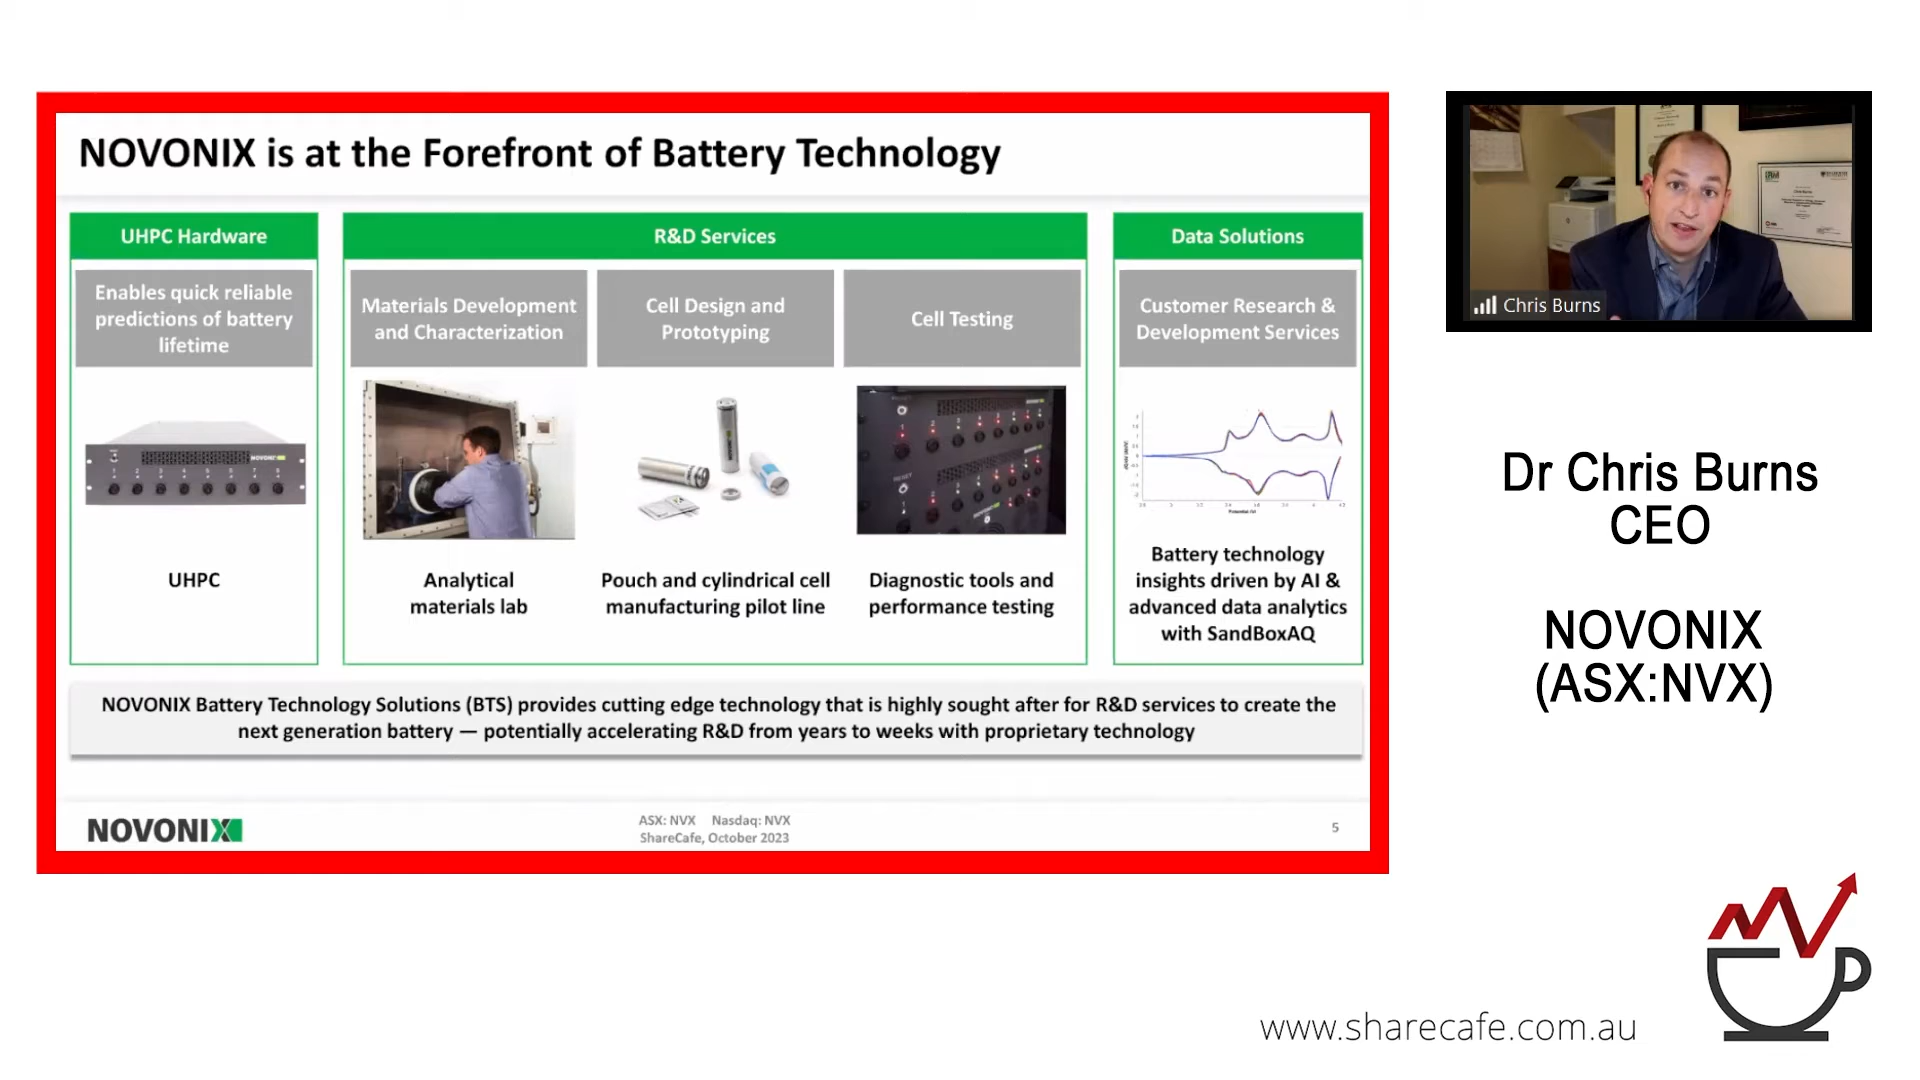 NOVONIX is at the Forefront of Battery Technology
UHPC Hardware
Enables quick reliable
predictions of battery
lifetime
UHPC
R&D Services
Materials Development
and Characterization
Analytical
materials lab
Cell Design and
Prototyping
Pouch and cylindrical cell
manufacturing pilot line
Cell Testing
Diagnostic tools and
performance testing
Data Solutions
Customer Research &
Development Services
Battery technology
insights driven by AI &
advanced data analytics
with SandBoxAQ
NOVONIX Battery Technology Solutions (BTS) provides cutting edge technology that is highly sought after for R&D services to create the
next generation battery — potentially accelerating R&D from years to weeks with proprietary technology
NOVONIX
ASX: NVX Nasdaq: NVX
ShareCafe, October 2023
5
Chris Burns
Dr Chris Burns
CEO
NOVONIX
(ASX:NVX)
www.sharecafe.com.au